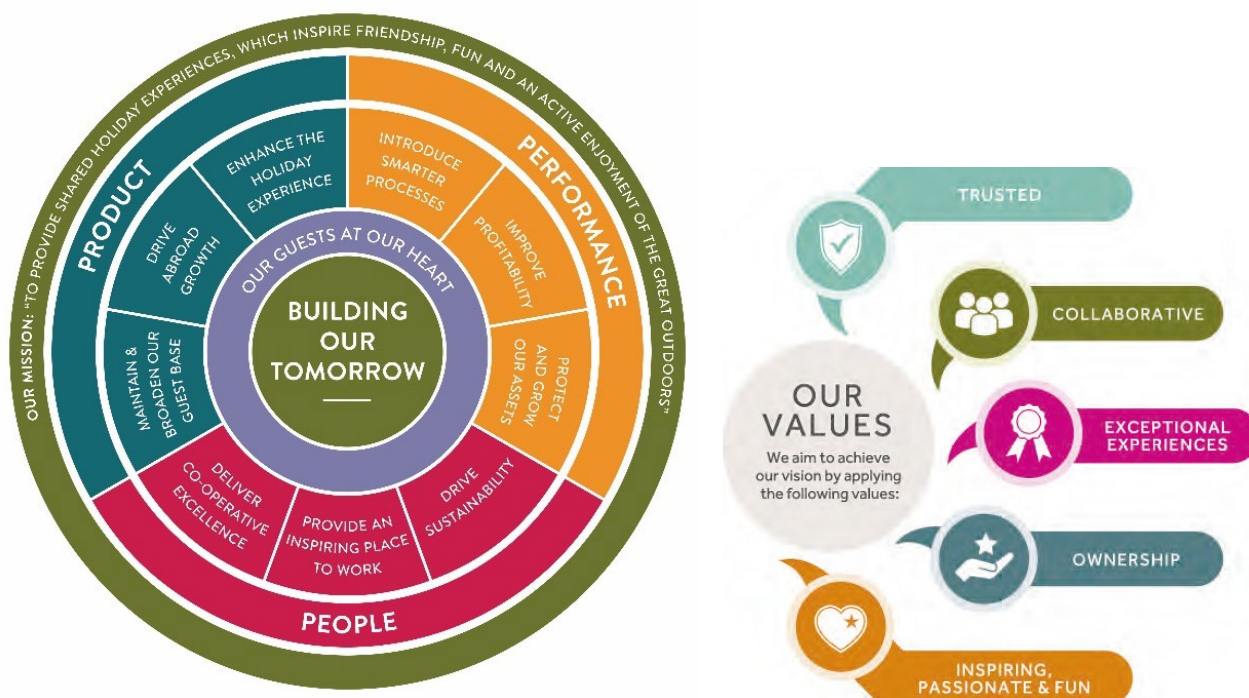 OUR MISSION: "TO PROVIDE SHARED HOLIDAY EXPERIENCES, WHICH INSPIRE FRIENDSHIP, FUN AND AN ACTIVE ENJOYMENT OF THE GREAT OUTDOORS"
PRODUCT
ENHANCE THE
HOLIDAY
EXPERIENCE
DRIVE
ABROAD
GROWTH
MAINTAIN &
BROADEN OUR
GUEST BASE
PERFORMANCE
INTRODUCE
SMARTER
PROCESSES
IMPROVE
PROFITABILITY
PROTECT
AND GROW
OUR ASSETS
PEOPLE
DELIVER
CO-OPERATIVE
EXCELLENCE
PROVIDE AN
INSPIRING PLACE
TO WORK
DRIVE
SUSTAINABILITY
OUR GUESTS AT OUR HEART
BUILDING
OUR
TOMORROW
OUR
VALUES
We aim to achieve
our vision by applying
the following values:
TRUSTED
COLLABORATIVE
EXCEPTIONAL
EXPERIENCES
OWNERSHIP
INSPIRING,
PASSIONATE & FUN